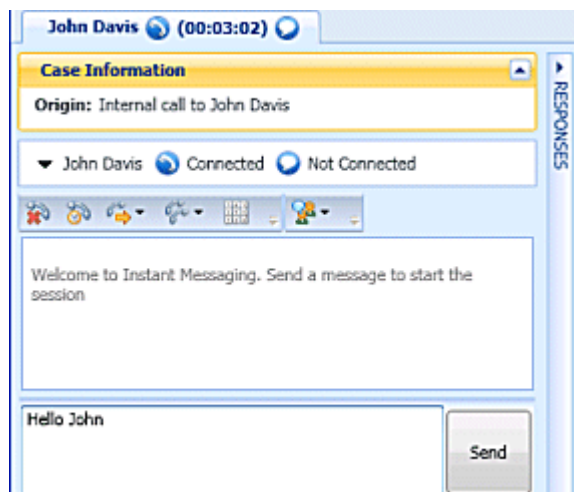 John Davis (00:03:02)
Case Information
Origin: Internal call to John Davis
John Davis Connected Not Connected
Welcome to Instant Messaging. Send a message to start the
session
Hello John
Send
RESPONSES